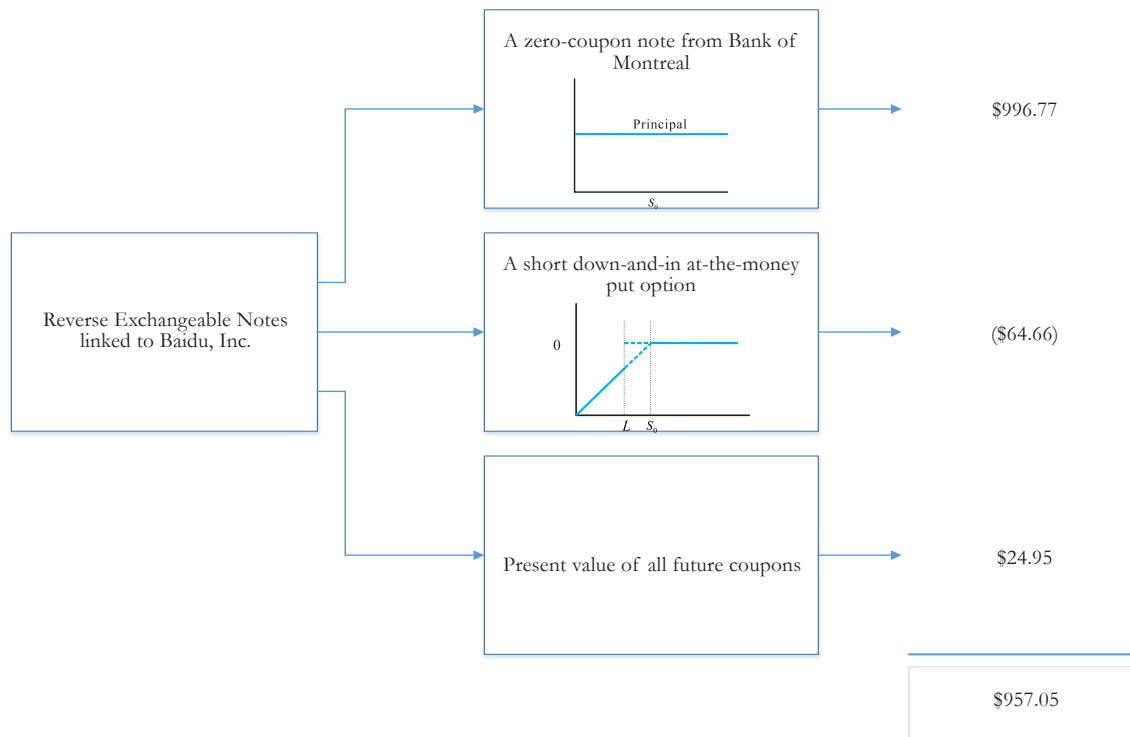 A zero-coupon note from Bank of
Montreal
Principal
S₀
$996.77
Reverse Exchangeable Notes
linked to Baidu, Inc.
A short down-and-in at-the-money
put option
0
L S₀
($64.66)
Present value of all future coupons
$24.95
$957.05